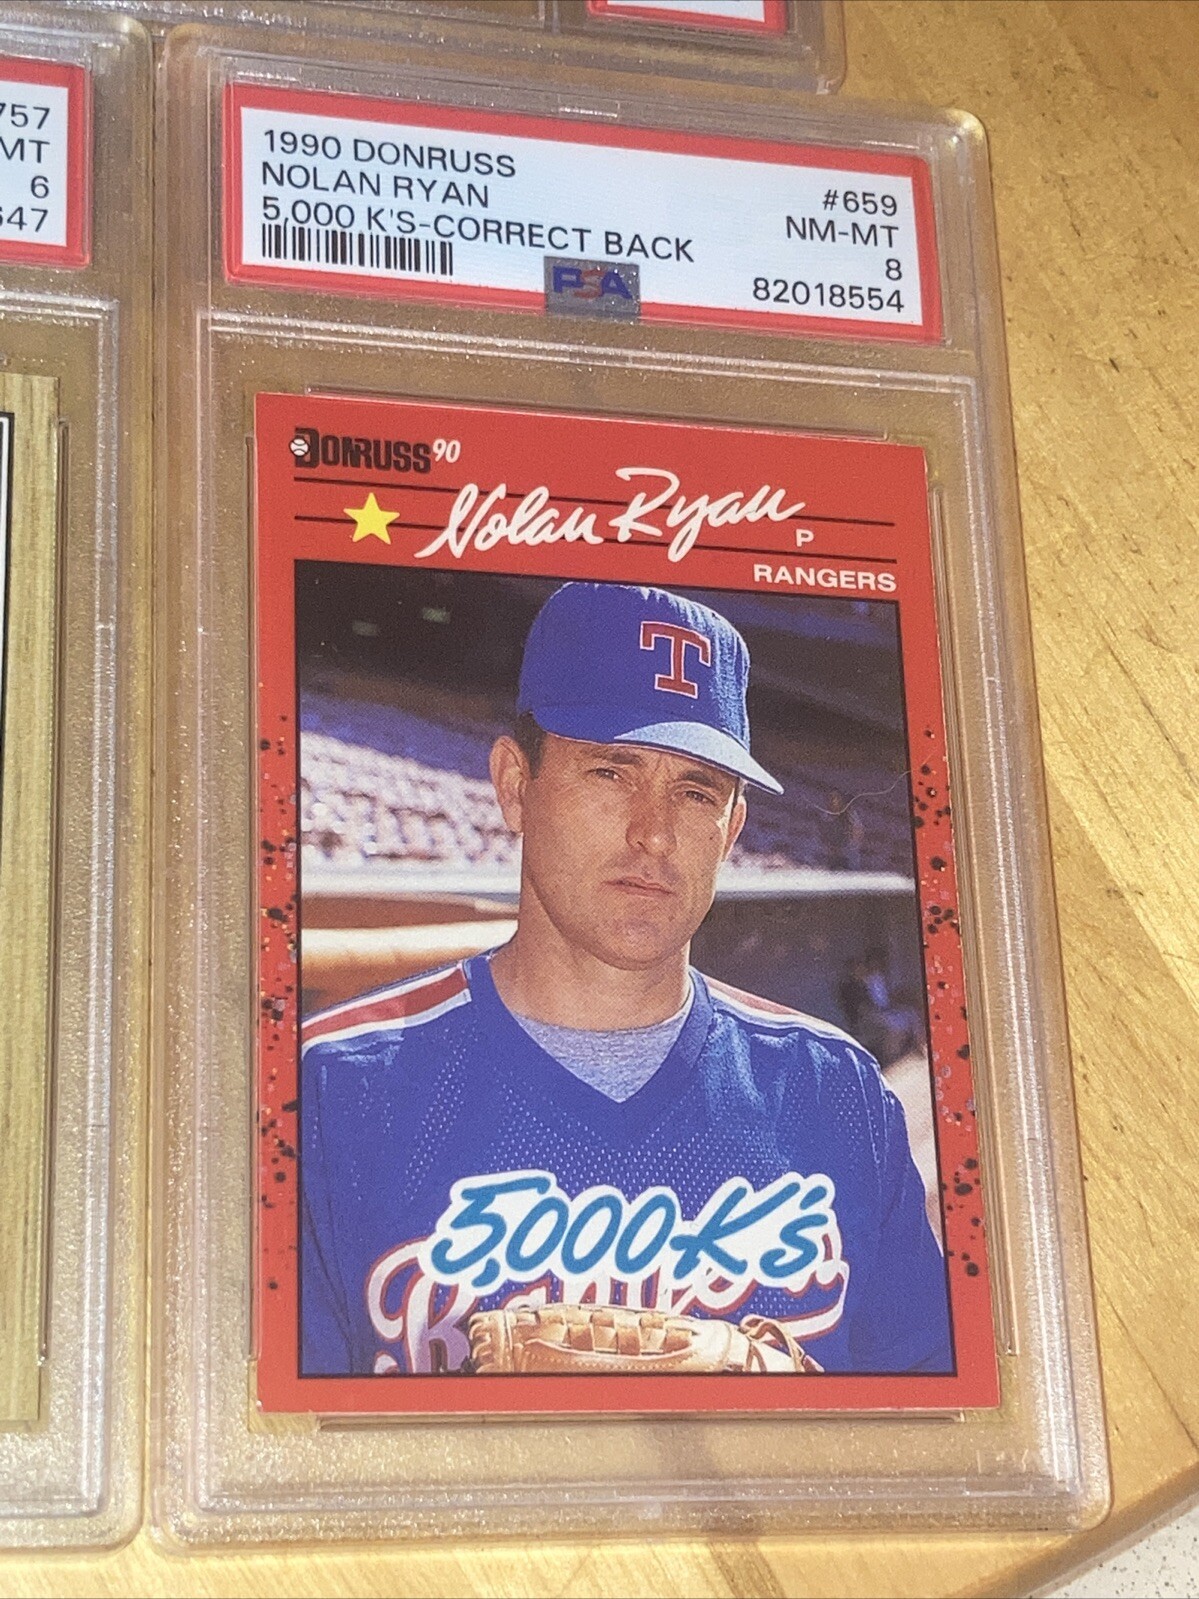 757
MT
6
647
1990 DONRUSS
NOLAN RYAN
5,000 K'S-CORRECT BACK
#659
NM-MT
8
82018554
PSA
DONRUSS 90
Nolan Ryan
P
RANGERS
T
5,000 K's
Rangers